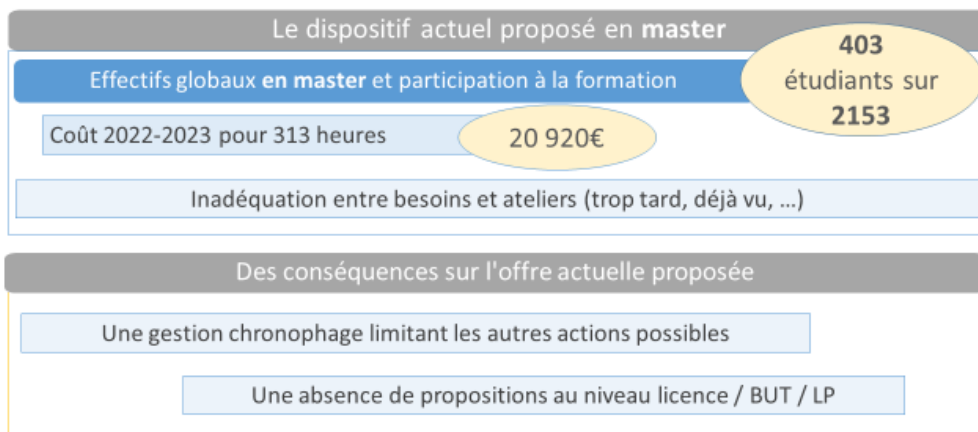 Le dispositif actuel proposé en master
403
étudiants sur
2153
Effectifs globaux en master et participation à la formation
Coût 2022-2023 pour 313 heures
20 920€
Inadéquation entre besoins et ateliers (trop tard, déjà vu, ...)
Des conséquences sur l'offre actuelle proposée
Une gestion chronophage limitant les autres actions possibles
Une absence de propositions au niveau licence / BUT / LP